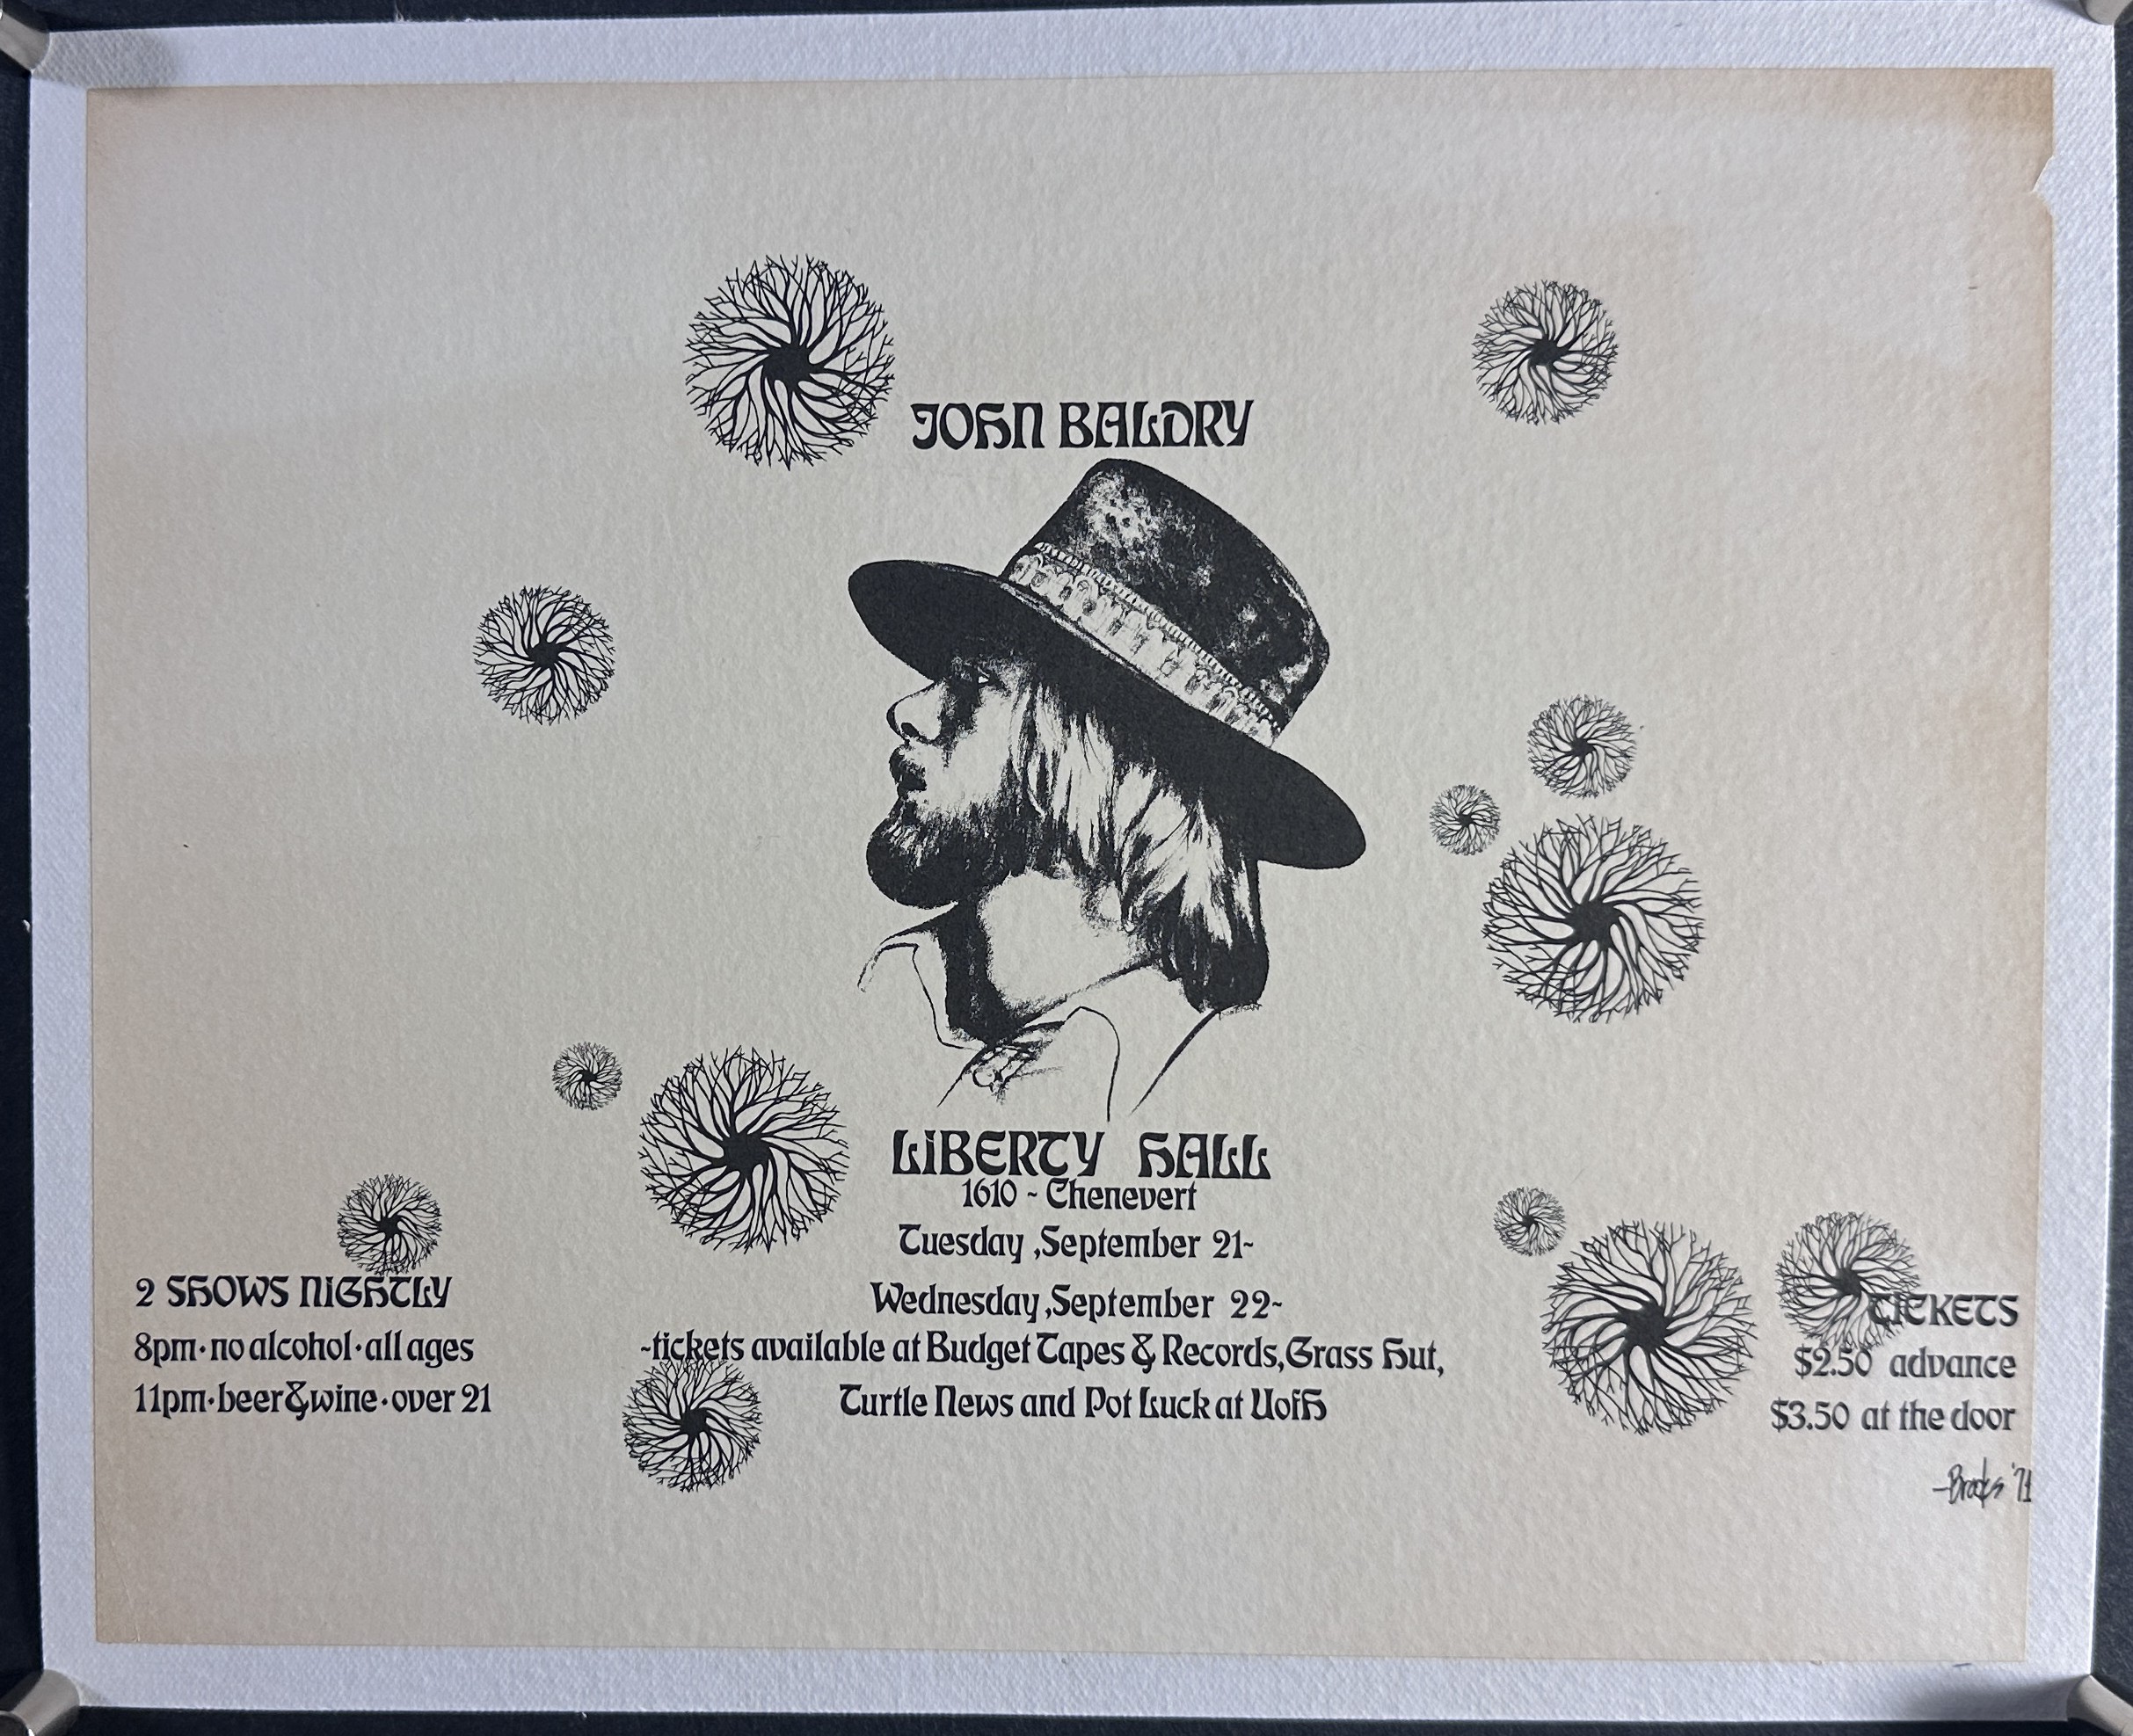 JOHN BALDRY
LIBERTY HALL
1610 ~ Chenevert
Tuesday ,September 21~
Wednesday ,September 22~
~tickets available at Budget Tapes & Records, Grass Hut,
Turtle News and Pot Luck at UofH
2 SHOWS NIGHTLY
8pm·no alcohol·all ages
11pm·beer&wine·over 21
TICKETS
$2.50 advance
$3.50 at the door
—Brooks '71